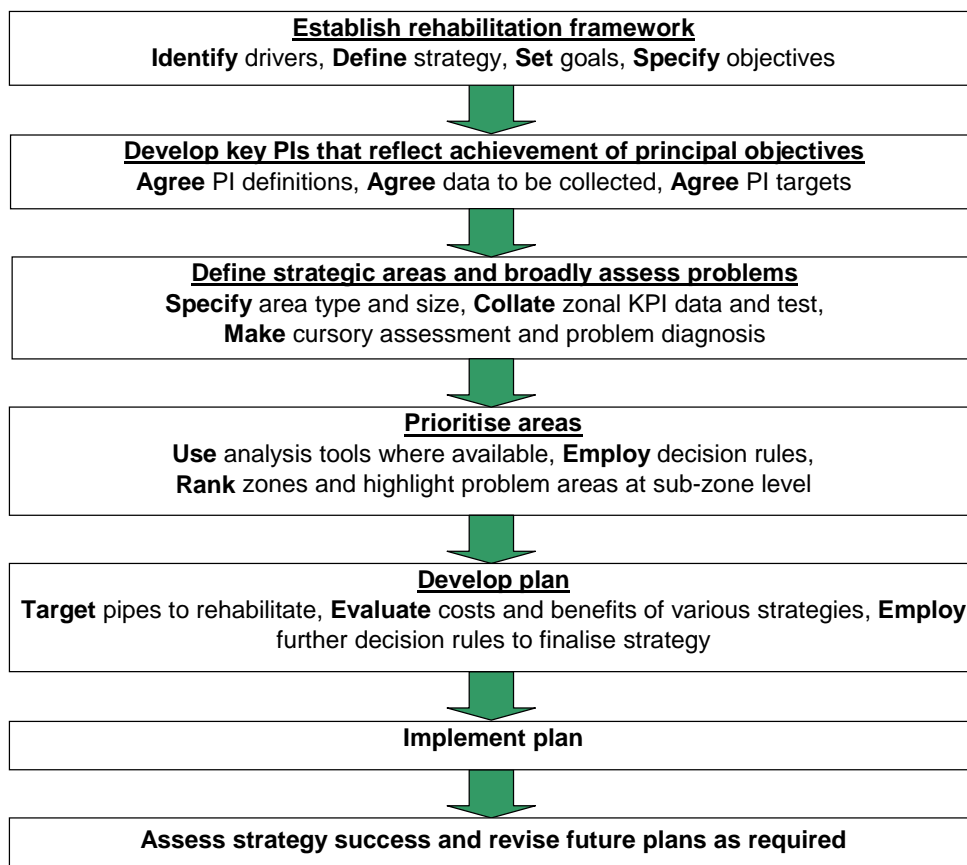 Establish rehabilitation framework
Identify drivers, Define strategy, Set goals, Specify objectives
Develop key PIs that reflect achievement of principal objectives
Agree PI definitions, Agree data to be collected, Agree PI targets
Define strategic areas and broadly assess problems
Specify area type and size, Collate zonal KPI data and test,
Make cursory assessment and problem diagnosis
Prioritise areas
Use analysis tools where available, Employ decision rules,
Rank zones and highlight problem areas at sub-zone level
Develop plan
Target pipes to rehabilitate, Evaluate costs and benefits of various strategies, Employ
further decision rules to finalise strategy
Implement plan
Assess strategy success and revise future plans as required